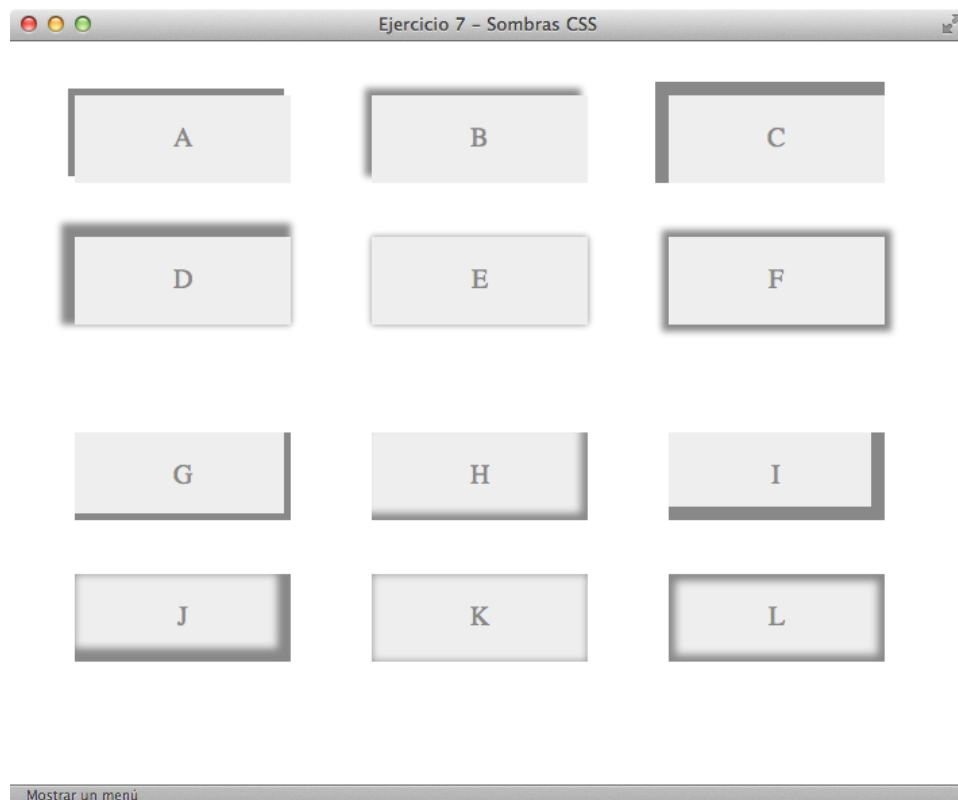 Ejercicio 7 - Sombras CSS
A B C
D E F
G H I
J K L
Mostrar un menú